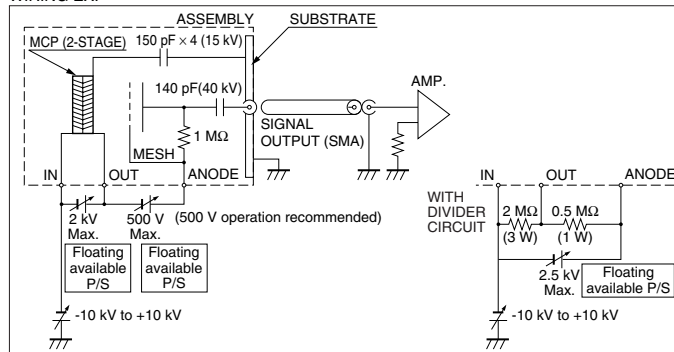 ASSEMBLY
SUBSTRATE
MCP (2-STAGE)
150 pF × 4 (15 kV)
140 pF(40 kV)
AMP.
1 MΩ
SIGNAL
OUTPUT (SMA)
MESH
IN
OUT
ANODE
2 kV
Max.
500 V
Max.
(500 V operation recommended)
Floating
available
P/S
Floating
available
P/S
-10 kV to +10 kV
IN
OUT
ANODE
WITH
DIVIDER
CIRCUIT
2 MΩ
(3 W)
0.5 MΩ
(1 W)
2.5 kV
Max.
Floating
available P/S
-10 kV to +10 kV